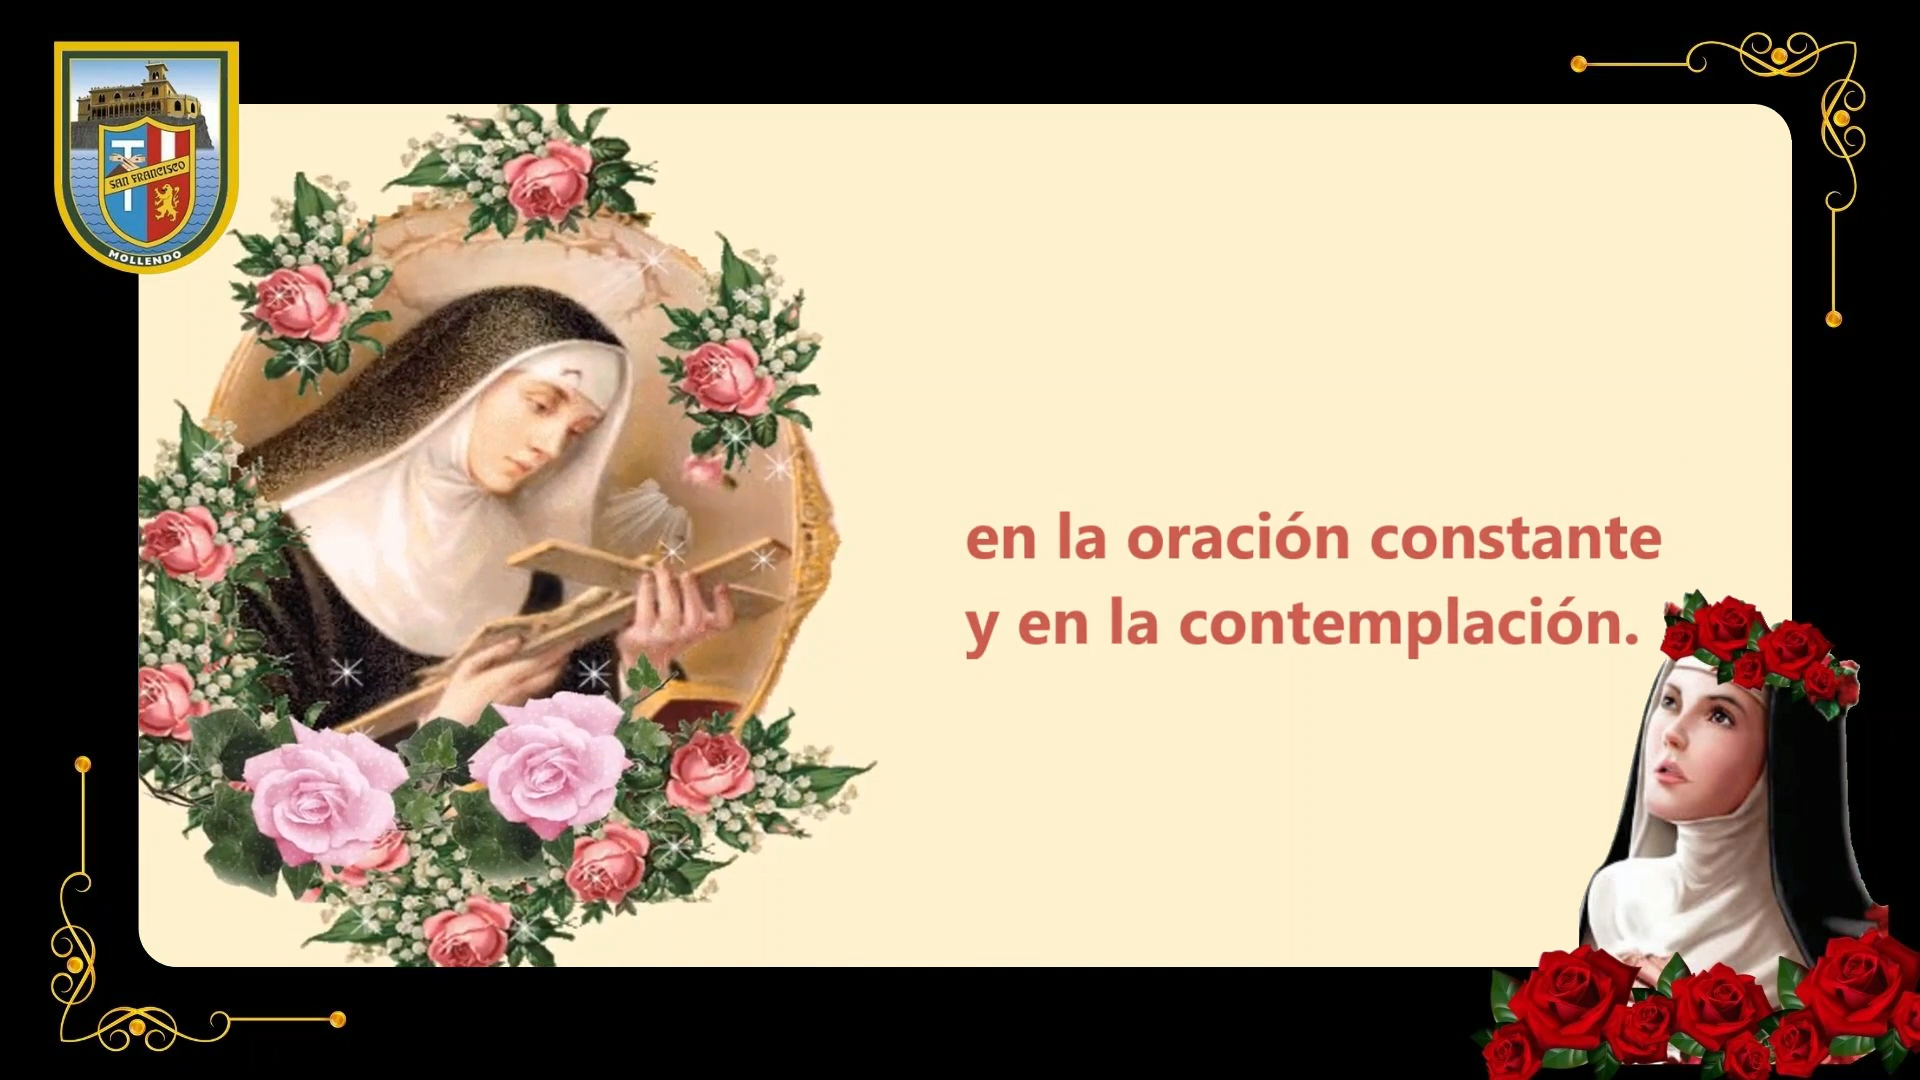 SAN FRANCISCO
MOLLENDO
en la oración constante
y en la contemplación.